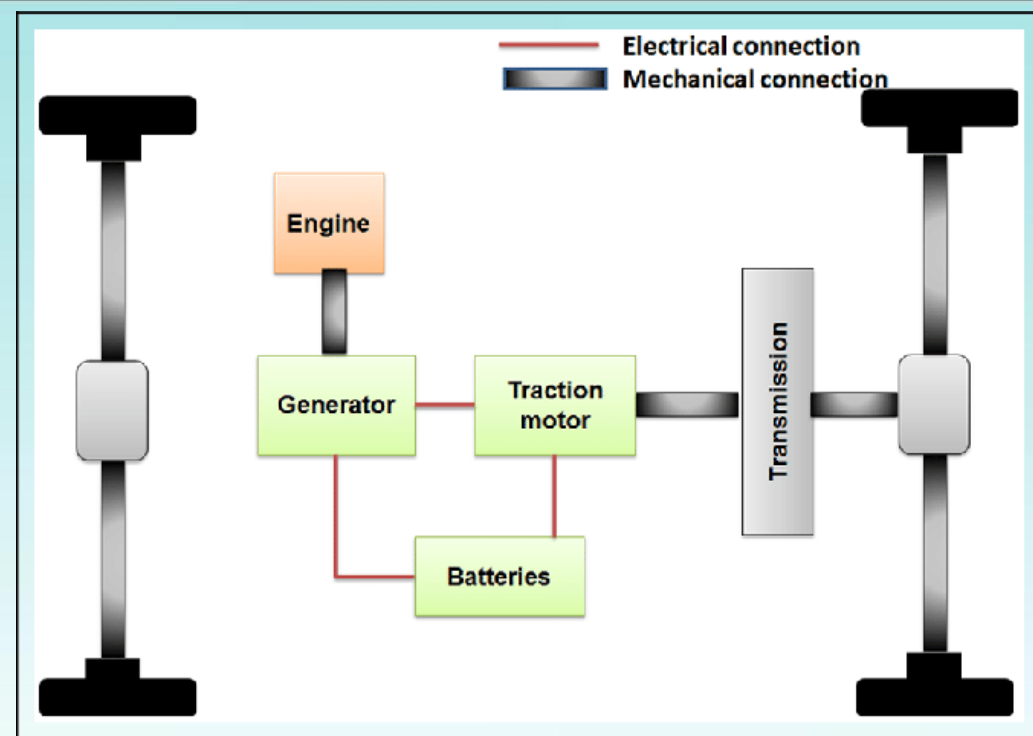 Electrical connection
Mechanical connection
Engine
Generator
Traction
motor
Transmission
Batteries